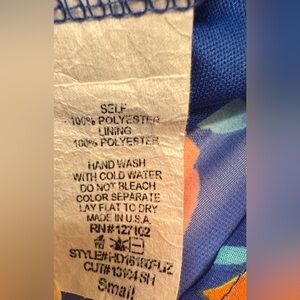 SELF
100% POLYESTER
LINING
100% POLYESTER
HAND WASH
WITH COLD WATER
DO NOT BLEACH
COLOR SEPARATE
LAY FLAT TO DRY
MADE IN U.S.A.
RN#127102
Small